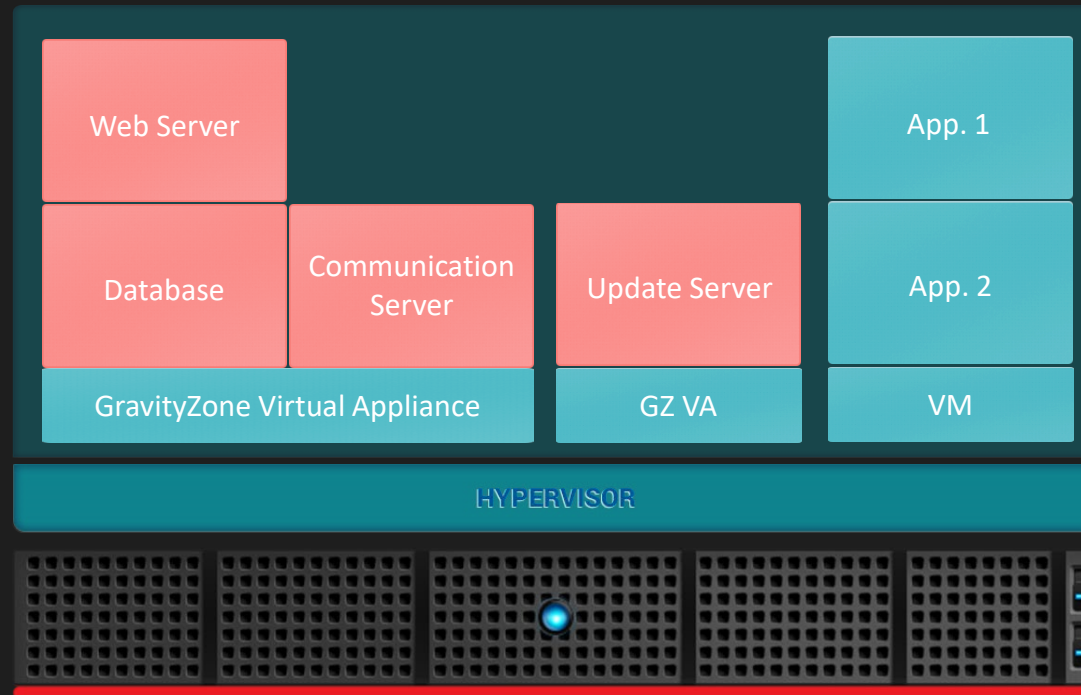 Web Server
App. 1
Database
Communication
Server
Update Server
App. 2
GravityZone Virtual Appliance
GZ VA
VM
HYPERVISOR